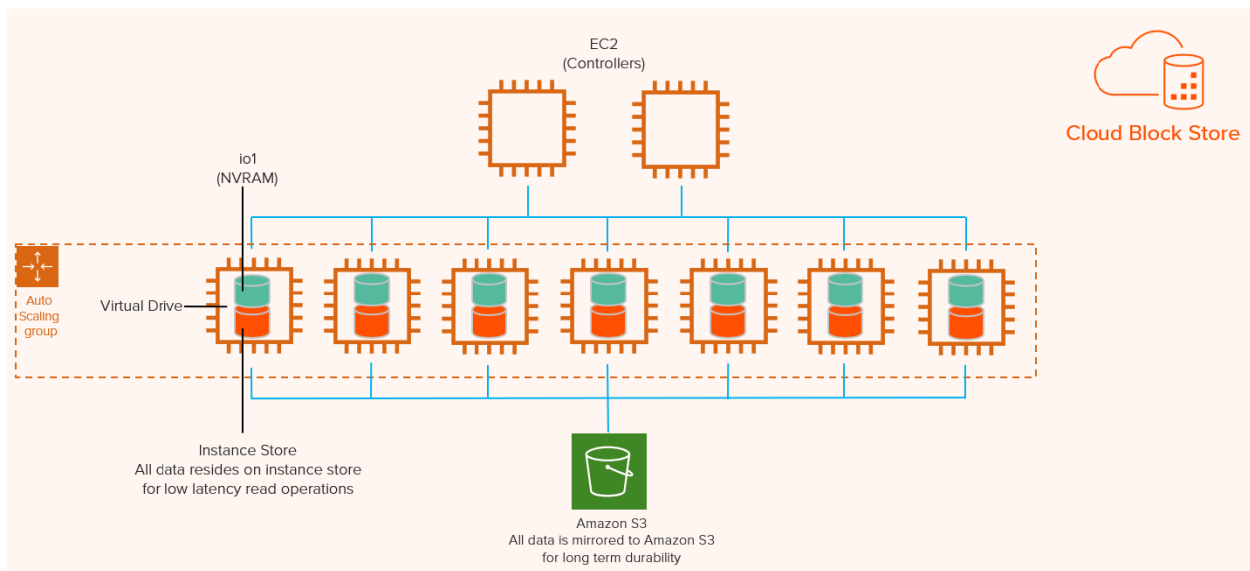 EC2
(Controllers)
Cloud Block Store
io1
(NVRAM)
Auto
Scaling
group
Virtual Drive
Instance Store
All data resides on instance store
for low latency read operations
Amazon S3
All data is mirrored to Amazon S3
for long term durability